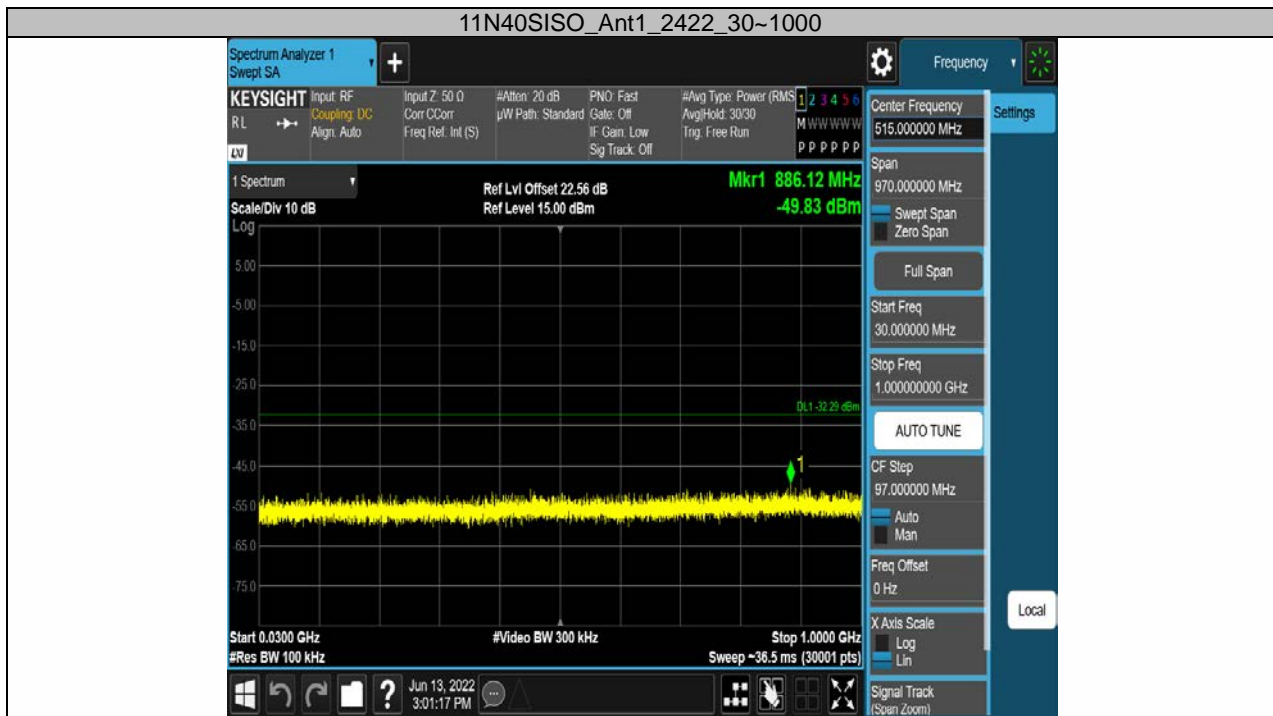 11N40SISO_Ant1_2422_30~1000
Spectrum Analyzer 1
Swept SA
+
Frequency
KEYSIGHT
RL
LXI
Input: RF
Coupling: DC
Align: Auto
Input Z: 50 Ω
Corr CCorr
Freq Ref: Int (S)
#Atten: 20 dB
µW Path: Standard
PNO: Fast
Gate: Off
IF Gain: Low
Sig Track: Off
#Avg Type: Power (RMS
Avg|Hold: 30/30
Trig: Free Run
1 2 3 4 5 6
M W W W W W
P P P P P P
1 Spectrum
Scale/Div 10 dB
Log
Ref Lvl Offset 22.56 dB
Ref Level 15.00 dBm
Mkr1 886.12 MHz
-49.83 dBm
5.00
-5.00
-15.0
-25.0
-35.0
-45.0
-55.0
-65.0
-75.0
DL1 -32.29 dBm
1
Start 0.0300 GHz
#Res BW 100 kHz
#Video BW 300 kHz
Stop 1.0000 GHz
Sweep ~36.5 ms (30001 pts)
Center Frequency
515.000000 MHz
Settings
Span
970.000000 MHz
Swept Span
Zero Span
Full Span
Start Freq
30.000000 MHz
Stop Freq
1.000000000 GHz
AUTO TUNE
CF Step
97.000000 MHz
Auto
Man
Freq Offset
0 Hz
X Axis Scale
Log
Lin
Local
Signal Track
(Span Zoom)
?
Jun 13, 2022
3:01:17 PM